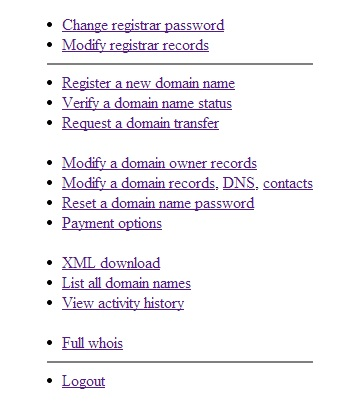 Change registrar password
Modify registrar records
Register a new domain name
Verify a domain name status
Request a domain transfer
Modify a domain owner records
Modify a domain records, DNS, contacts
Reset a domain name password
Payment options
XML download
List all domain names
View activity history
Full whois
Logout